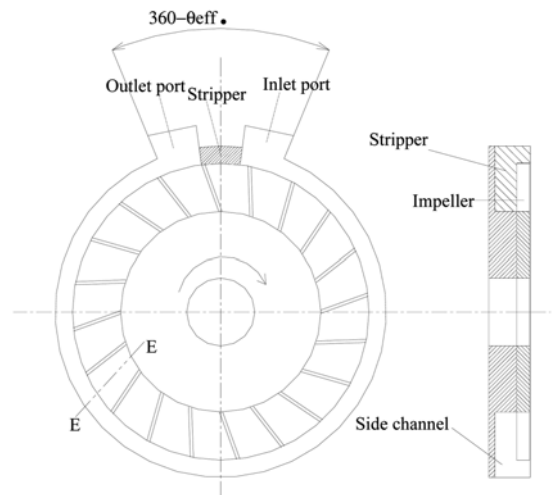 360–θeff
Outlet port
Stripper
Inlet port
Stripper
Impeller
E
E
Side channel